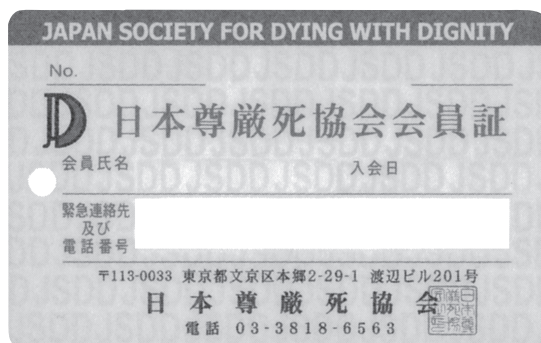 JAPAN SOCIETY FOR DYING WITH DIGNITY
No.
日本尊厳死協会会員証
会員氏名 入会日
緊急連絡先
及び
電話番号
〒113-0033 東京都文京区本郷2-29-1 渡辺ビル201号
日本尊厳死協会
電話 03-3818-6563